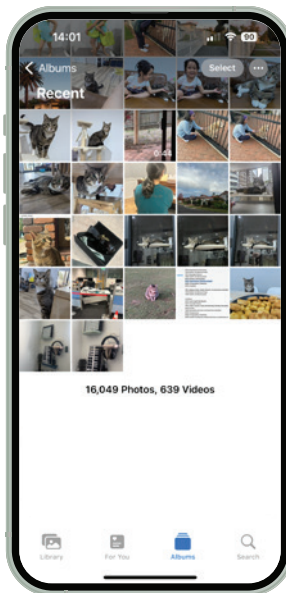 14:01
90
Albums
Select
Recent
16,049 Photos, 639 Videos
Library
For You
Albums
Search